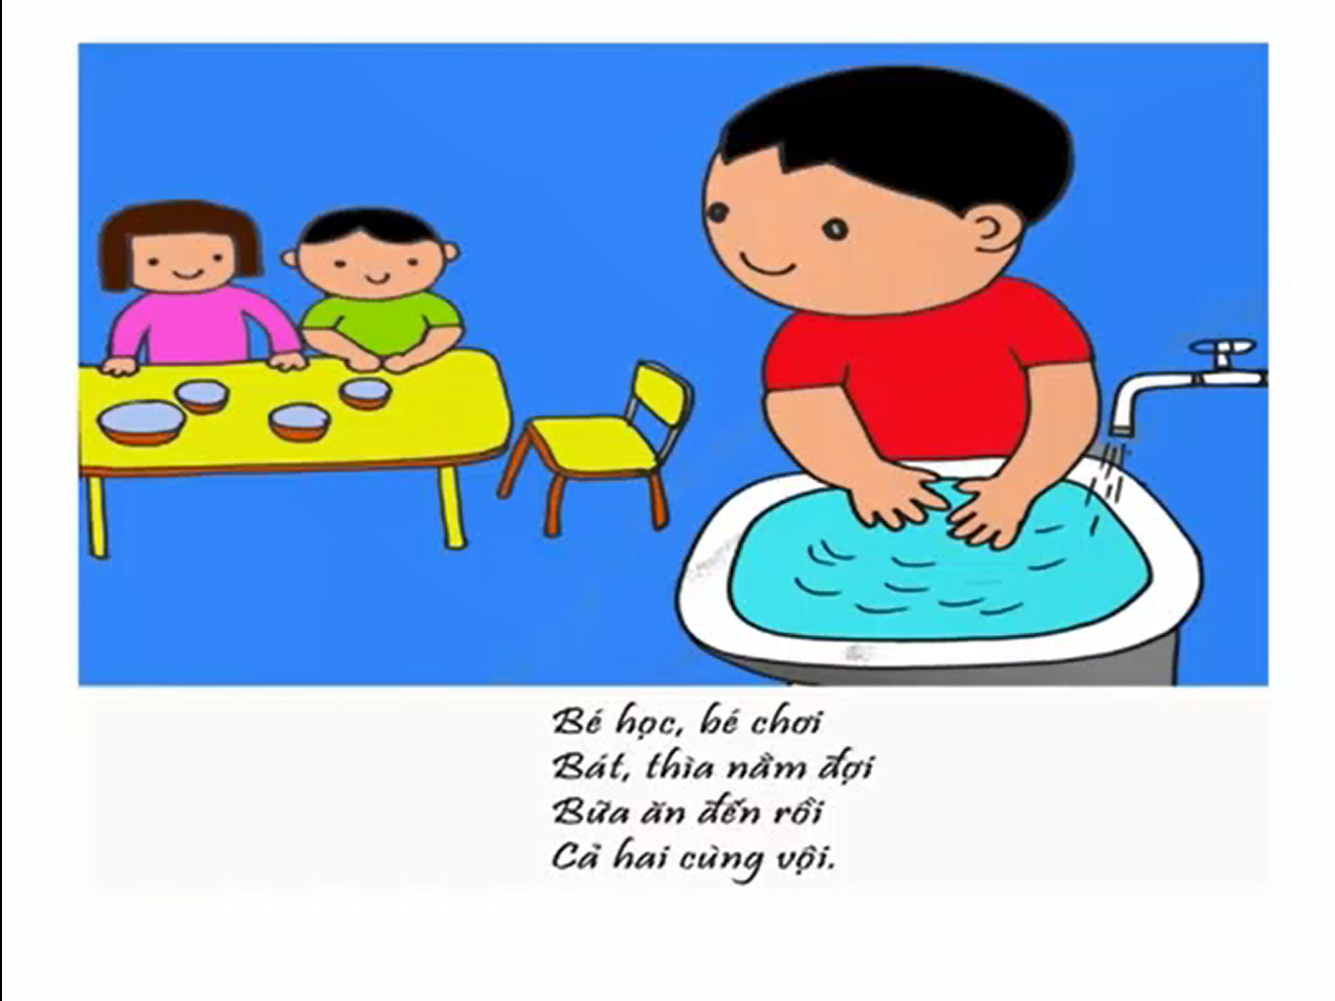 Bé học, bé chơi
Bát, thìa nằm đợi
Bữa ăn đến rồi
Cả hai cùng vội.